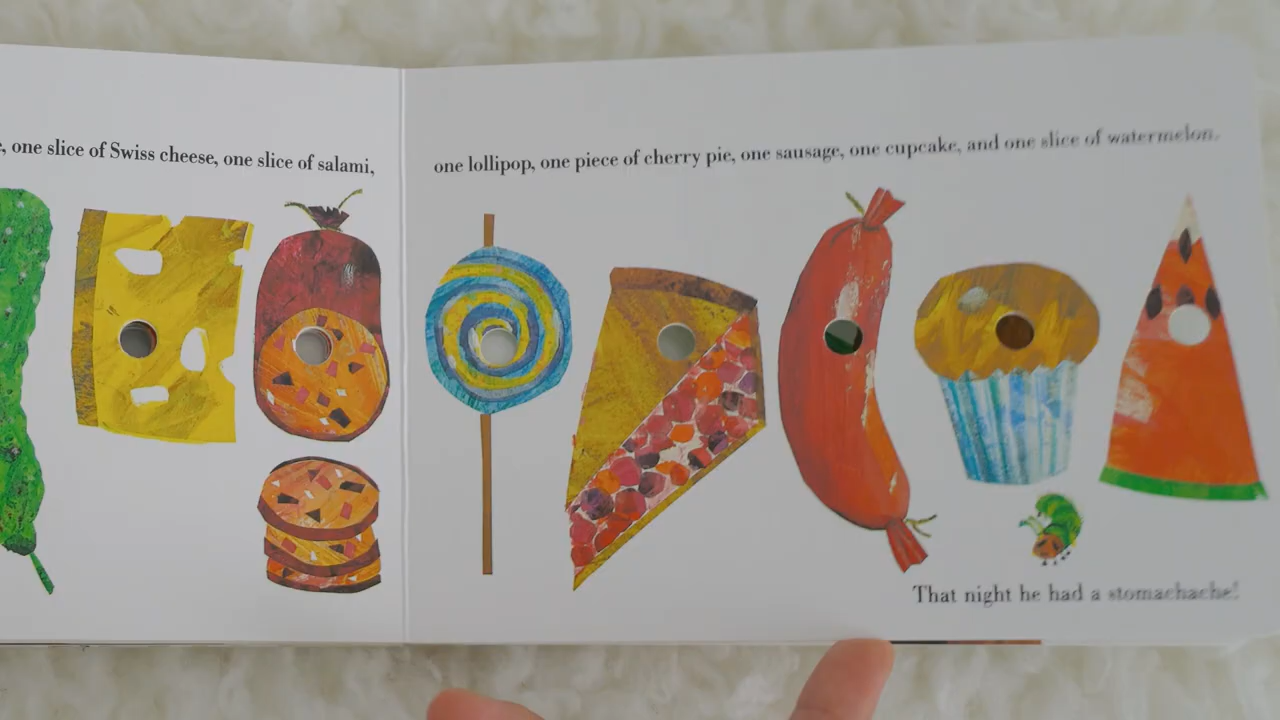 , one slice of Swiss cheese, one slice of salami,
one lollipop, one piece of cherry pie, one sausage, one cupcake, and one slice of watermelon.
That night he had a stomachache!